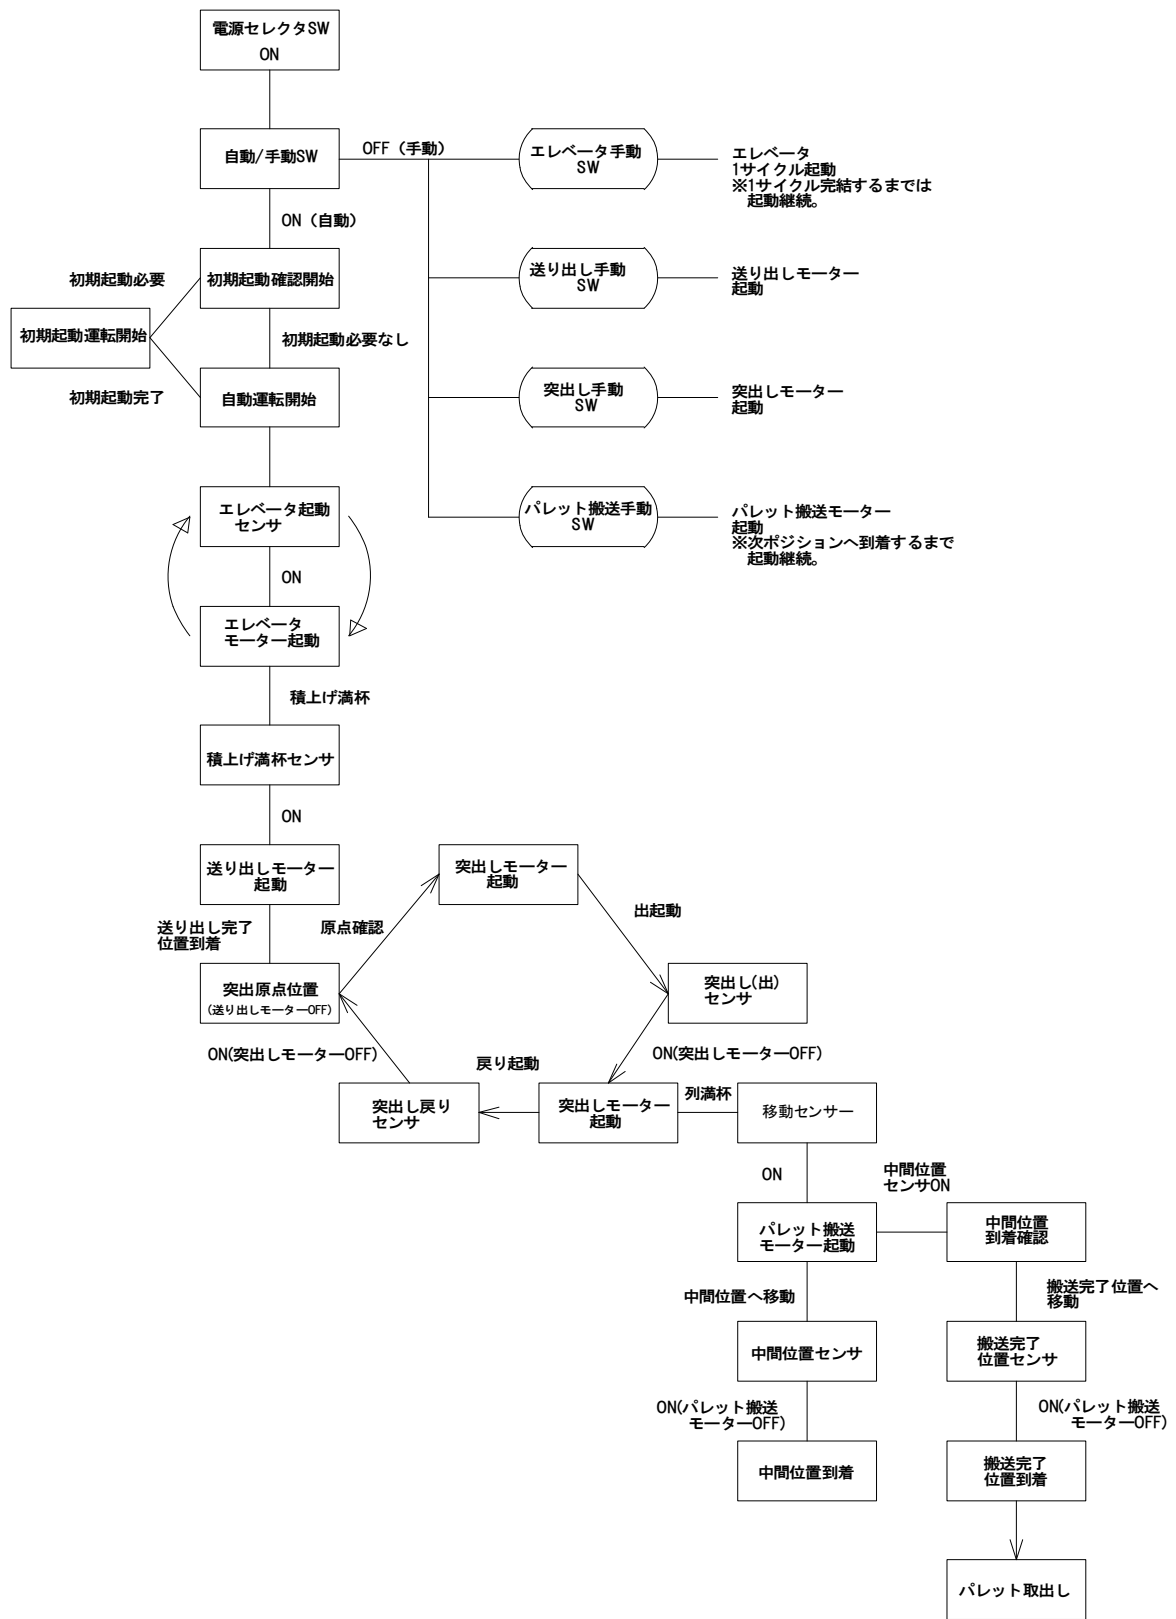 電源セレクタSW
ON
自動/手動SW
OFF（手動）
エレベータ手動
SW
エレベータ
1サイクル起動
※1サイクル完結するまでは
起動継続。
ON（自動）
初期起動必要
初期起動確認開始
送り出し手動
SW
送り出しモーター
起動
初期起動運転開始
初期起動必要なし
初期起動完了
自動運転開始
突出し手動
SW
突出しモーター
起動
エレベータ起動
センサ
パレット搬送手動
SW
パレット搬送モーター
起動
※次ポジションへ到着するまで
起動継続。
ON
エレベータ
モーター起動
積上げ満杯
積上げ満杯センサ
ON
送り出しモーター
起動
突出しモーター
起動
送り出し完了
位置到着
原点確認
出起動
突出原点位置
(送り出しモーターOFF)
突出し(出)
センサ
ON(突出しモーターOFF)
戻り起動
ON(突出しモーターOFF)
突出し戻り
センサ
突出しモーター
起動
列満杯
移動センサー
ON
中間位置
センサON
パレット搬送
モーター起動
中間位置
到着確認
中間位置へ移動
搬送完了位置へ
移動
中間位置センサ
搬送完了
位置センサ
ON(パレット搬送
モーターOFF)
ON(パレット搬送
モーターOFF)
中間位置到着
搬送完了
位置到着
パレット取出し